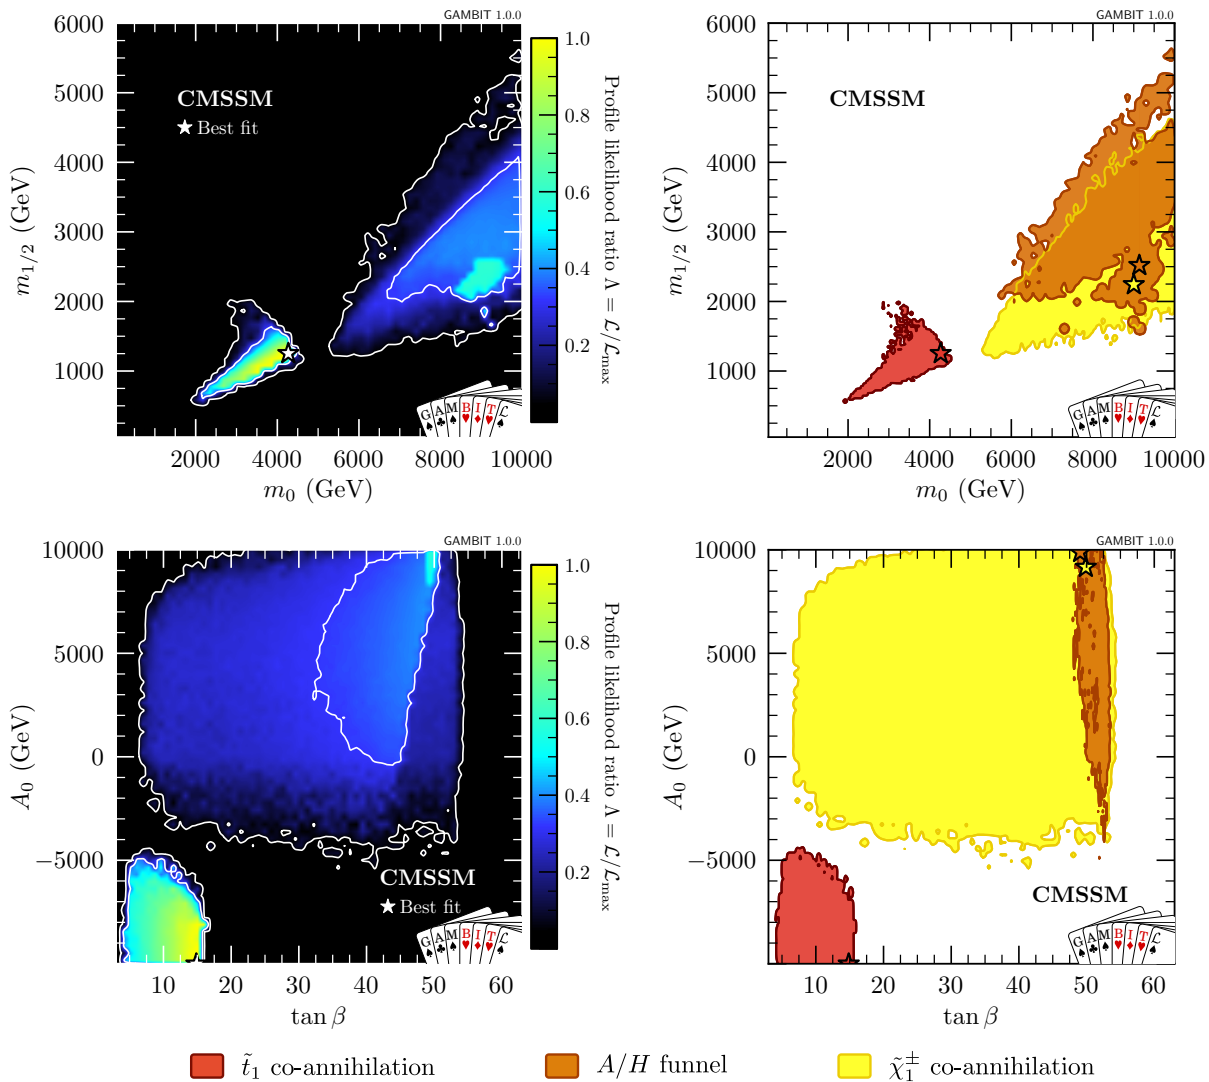 GAMBIT 1.0.0
6000
5000
4000
3000
2000
1000
m1/2 (GeV)
CMSSM
Best fit
G A M B I T L
2000 4000 6000 8000 10000
m0 (GeV)
1.0
0.8
0.6
0.4
0.2
Profile likelihood ratio Λ = ℒ/ℒmax
GAMBIT 1.0.0
6000
5000
4000
3000
2000
1000
m1/2 (GeV)
CMSSM
G A M B I T L
2000 4000 6000 8000 10000
m0 (GeV)
GAMBIT 1.0.0
10000
5000
0
−5000
A0 (GeV)
CMSSM
Best fit
G A M B I T L
10 20 30 40 50 60
tan β
1.0
0.8
0.6
0.4
0.2
Profile likelihood ratio Λ = ℒ/ℒmax
GAMBIT 1.0.0
10000
5000
0
−5000
A0 (GeV)
CMSSM
G A M B I T L
10 20 30 40 50 60
tan β
t̃1 co-annihilation
A/H funnel
χ̃1± co-annihilation